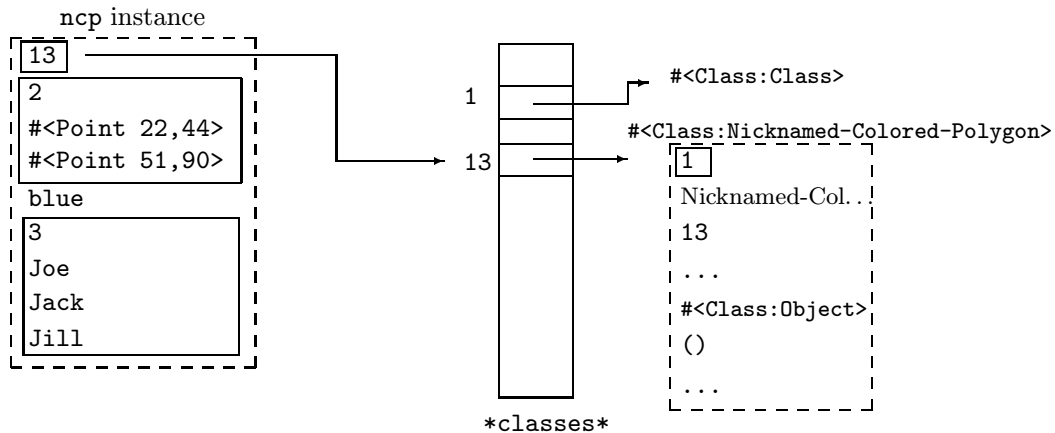 ncp instance
13
2
#<Point 22,44>
#<Point 51,90>
blue
3
Joe
Jack
Jill
1
13
*classes*
#<Class:Class>
#<Class:Nicknamed-Colored-Polygon>
1
Nicknamed-Col...
13
...
#<Class:Object>
()
...